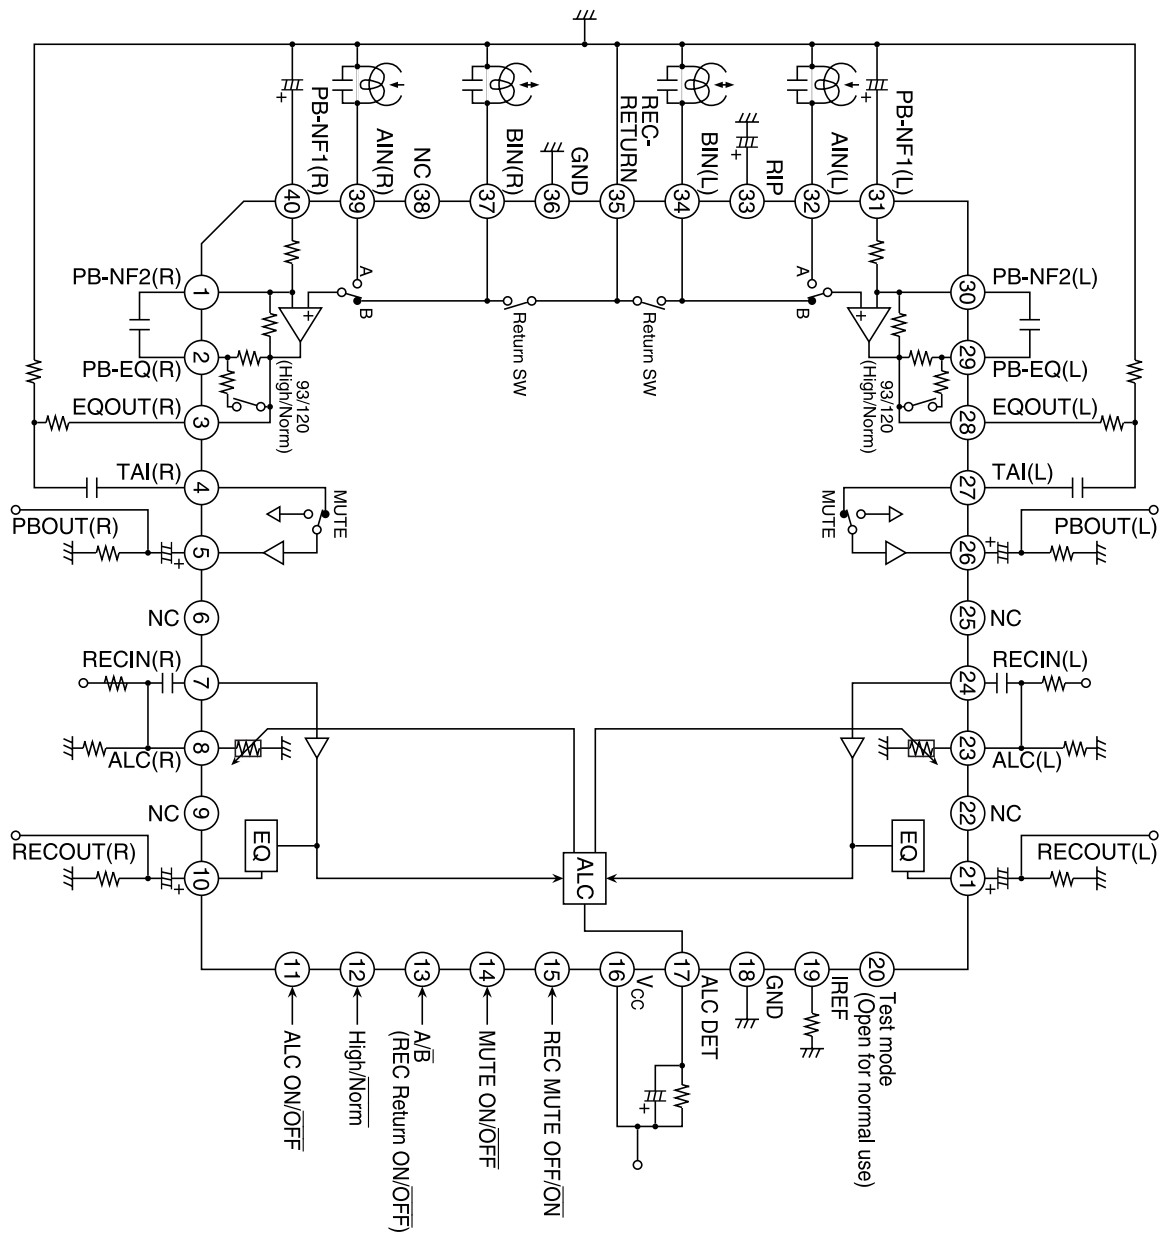 PB-NF1(R)
AIN(R)
NC
BIN(R)
GND
REC-
RETURN
BIN(L)
RIP
AIN(L)
PB-NF1(L)
40
39
38
37
36
35
34
33
32
31
PB-NF2(R)
1
A
B
Return SW
Return SW
A
B
30
PB-NF2(L)
2
PB-EQ(R)
93/120
(High/Norm)
93/120
(High/Norm)
29
PB-EQ(L)
EQOUT(R)
3
28
EQOUT(L)
TAI(R)
4
MUTE
MUTE
27
TAI(L)
PBOUT(R)
5
26
PBOUT(L)
NC
6
25
NC
RECIN(R)
7
24
RECIN(L)
8
ALC(R)
23
ALC(L)
NC
9
22
NC
RECOUT(R)
10
EQ
ALC
EQ
21
RECOUT(L)
11
12
13
14
15
16
17
18
19
20
ALC ON/OFF
High/Norm
A/B
(REC Return ON/OFF)
MUTE ON/OFF
REC MUTE OFF/ON
VCC
ALC DET
GND
IREF
Test mode
(Open for normal use)